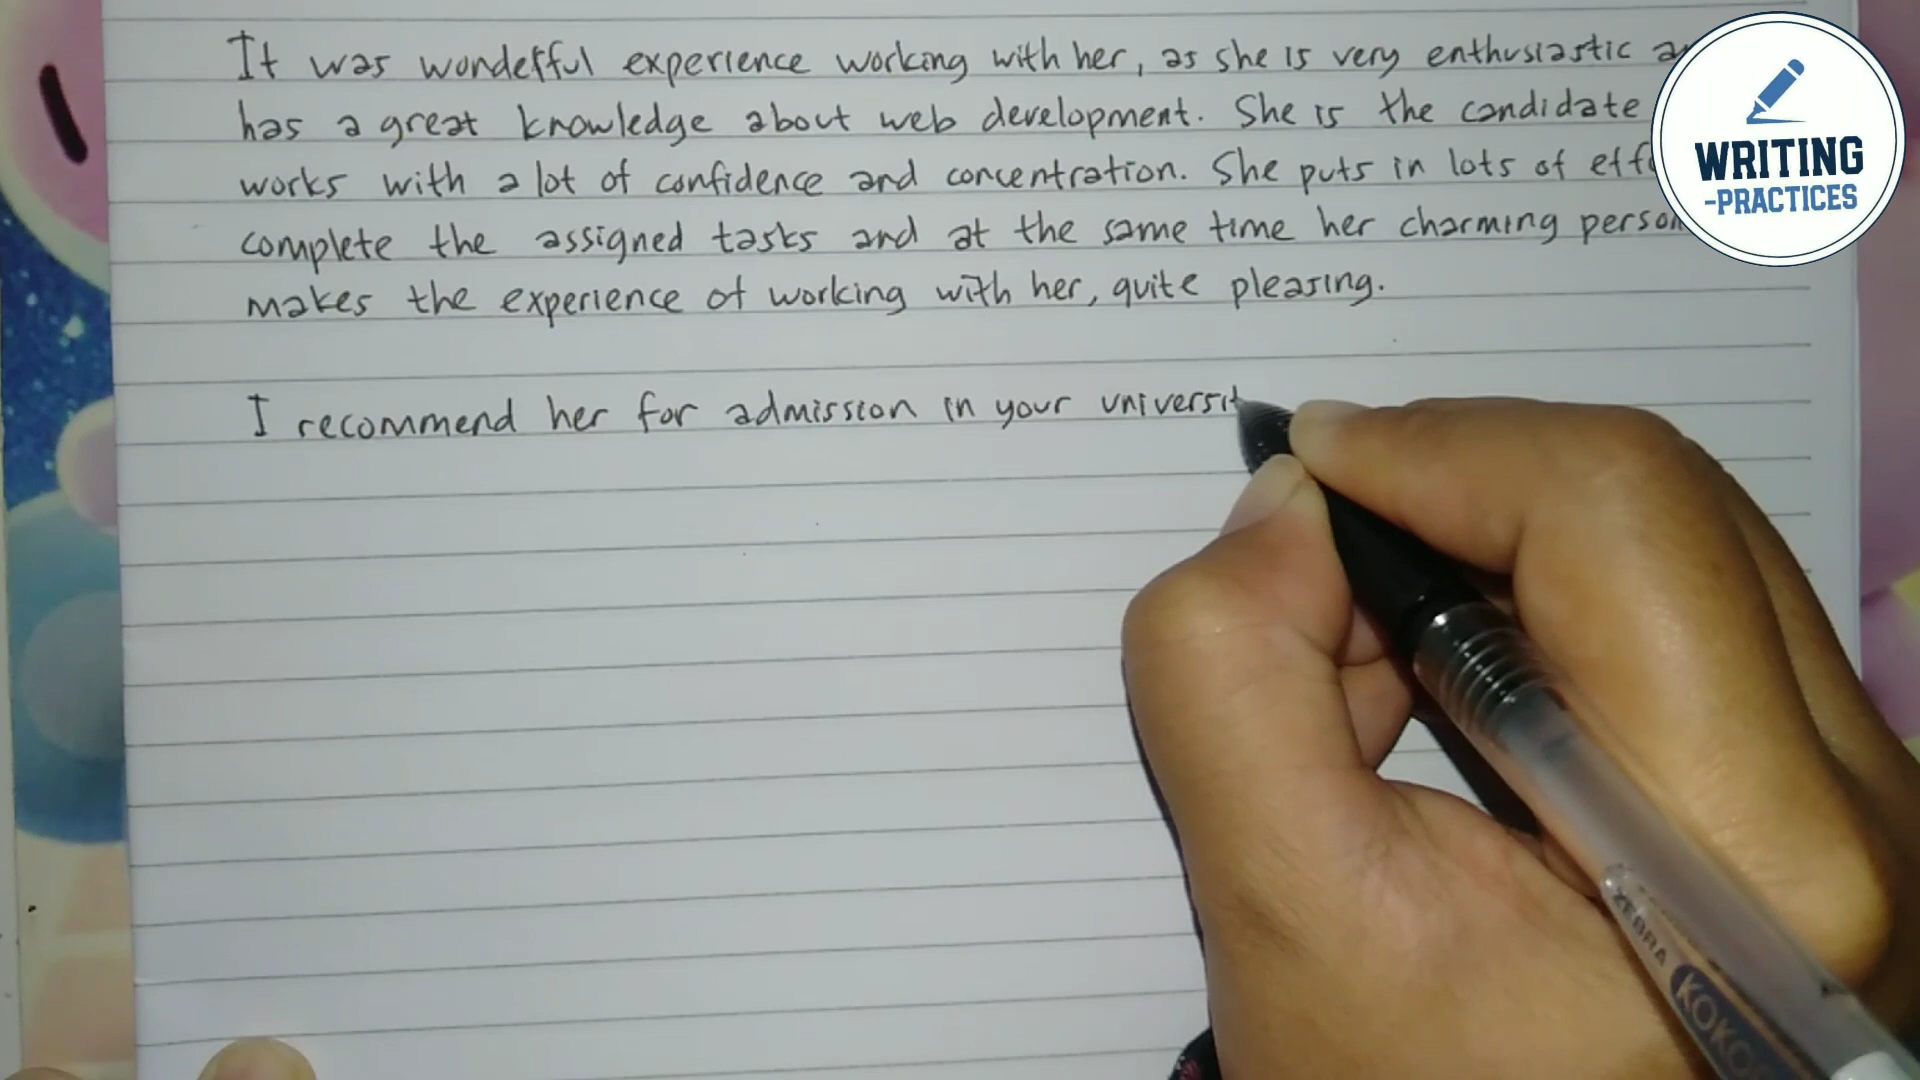 It was wonderful experience working with her, as she is very enthusiastic
has a great knowledge about web development. She is the candidate
works with a lot of confidence and concentration. She puts in lots of
complete the assigned tasks and at the same time her charming
makes the experience of working with her, quite pleasing.
I recommend her for admission in your universit
WRITING
-PRACTICES
ZEBRA